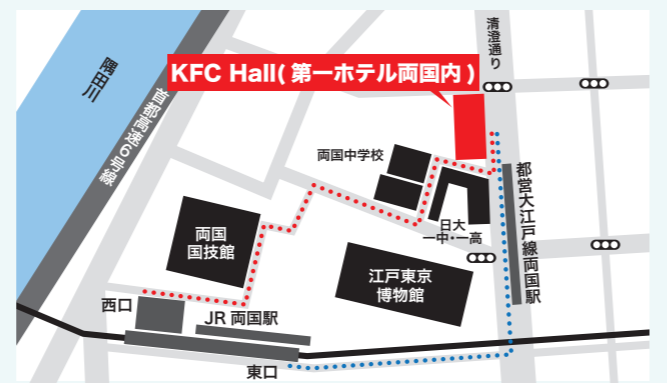 清澄通り
隅田川
KFC Hall( 第一ホテル両国内 )
首都高速6号線
両国中学校
都営大江戸線両国駅
日大
一中・一高
両国
国技館
江戸東京
博物館
西口
JR 両国駅
東口